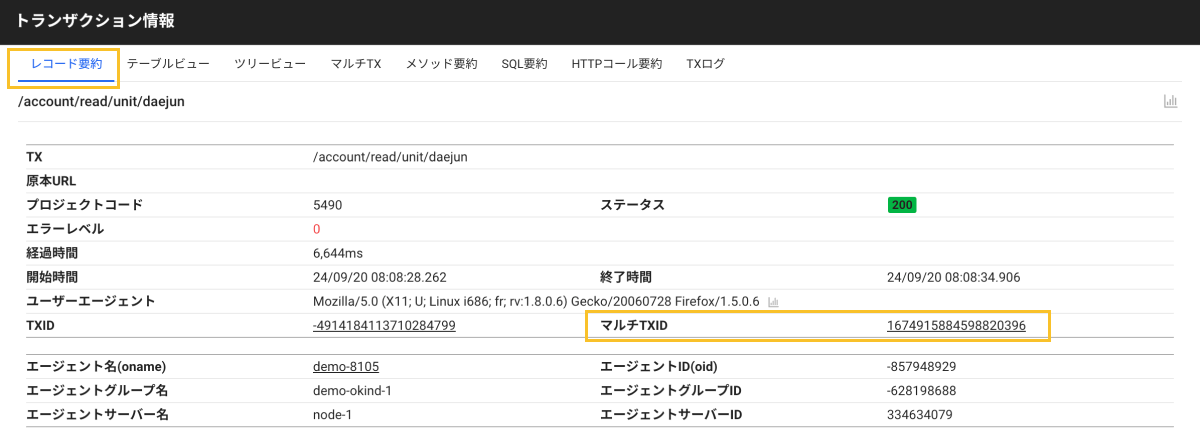 トランザクション情報
レコード要約 テーブルビュー ツリービュー マルチTX メソッド要約 SQL要約 HTTPコール要約 TXログ
/account/read/unit/daejun
TX /account/read/unit/daejun
原本URL
プロジェクトコード 5490 ステータス 200
エラーレベル 0
経過時間 6,644ms
開始時間 24/09/20 08:08:28.262 終了時間 24/09/20 08:08:34.906
ユーザーエージェント Mozilla/5.0 (X11; U; Linux i686; fr; rv:1.8.0.6) Gecko/20060728 Firefox/1.5.0.6
TXID -4914184113710284799 マルチTXID 1674915884598820396
エージェント名(oname) demo-8105 エージェントID(oid) -857948929
エージェントグループ名 demo-okind-1 エージェントグループID -628198688
エージェントサーバー名 node-1 エージェントサーバーID 334634079